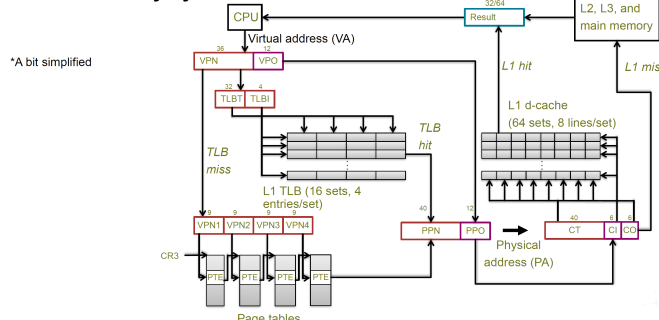 CPU
32/64
Result
L2, L3, and
main memory
Virtual address (VA)
*A bit simplified
36
12
VPN
VPO
L1 hit
L1 mis
32
4
TLBT
TLBI
L1 d-cache
(64 sets, 8 lines/set)
TLB
hit
TLB
miss
L1 TLB (16 sets, 4
entries/set)
9
9
9
9
VPN1
VPN2
VPN3
VPN4
40
12
PPN
PPO
40
6
6
CT
CI
CO
Physical
address (PA)
CR3
PTE
PTE
PTE
PTE
Page tables